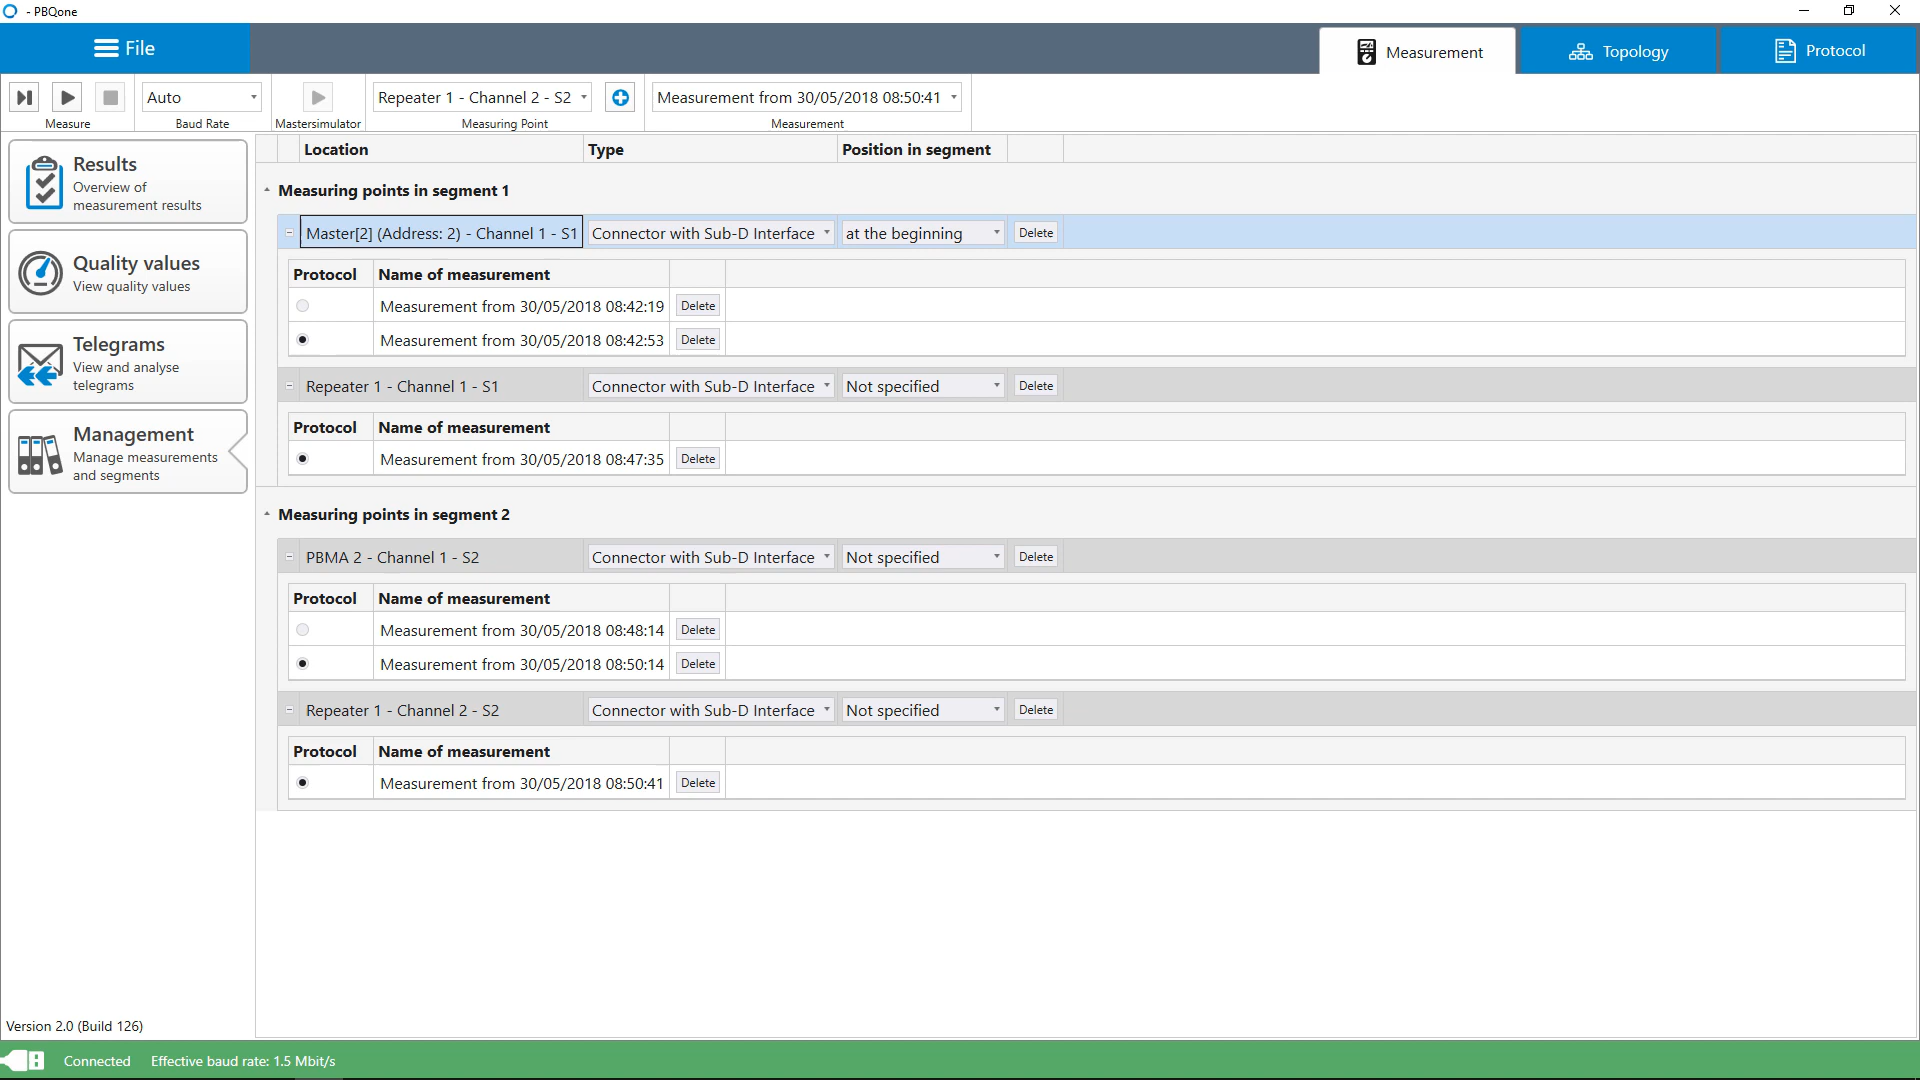 - PBQone
File
Measurement
Topology
Protocol
Auto
Repeater 1 - Channel 2 - S2
Measurement from 30/05/2018 08:50:41
Measure
Baud Rate
Mastersimulator
Measuring Point
Measurement
Results
Overview of
measurement results
Quality values
View quality values
Telegrams
View and analyse
telegrams
Management
Manage measurements
and segments
Location Type Position in segment
Measuring points in segment 1
Master[2] (Address: 2) - Channel 1 - S1 Connector with Sub-D Interface at the beginning Delete
Protocol Name of measurement
Measurement from 30/05/2018 08:42:19 Delete
Measurement from 30/05/2018 08:42:53 Delete
Repeater 1 - Channel 1 - S1 Connector with Sub-D Interface Not specified Delete
Protocol Name of measurement
Measurement from 30/05/2018 08:47:35 Delete
Measuring points in segment 2
PBMA 2 - Channel 1 - S2 Connector with Sub-D Interface Not specified Delete
Protocol Name of measurement
Measurement from 30/05/2018 08:48:14 Delete
Measurement from 30/05/2018 08:50:14 Delete
Repeater 1 - Channel 2 - S2 Connector with Sub-D Interface Not specified Delete
Protocol Name of measurement
Measurement from 30/05/2018 08:50:41 Delete
Version 2.0 (Build 126)
Connected Effective baud rate: 1.5 Mbit/s